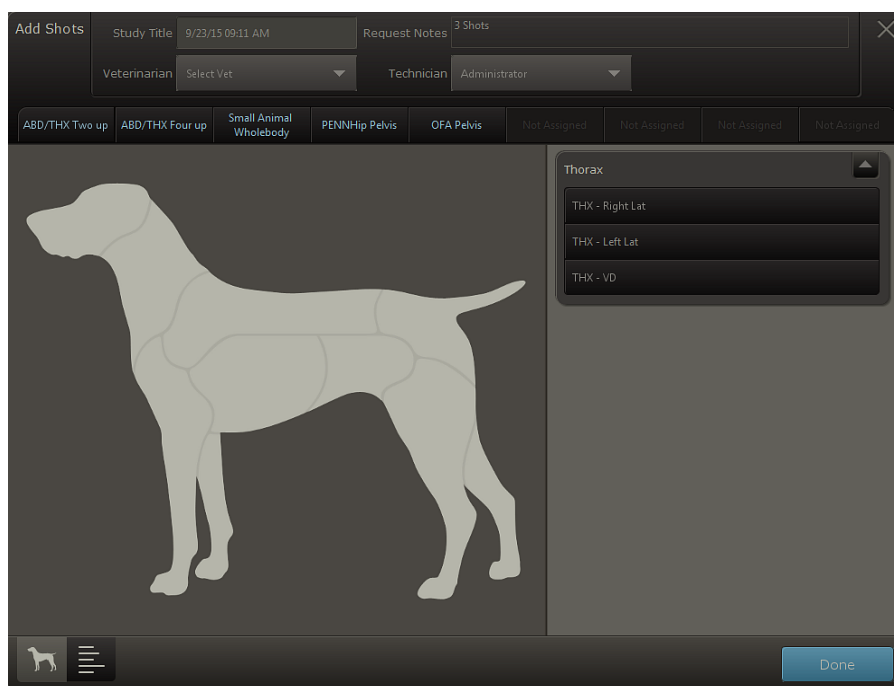 Add Shots
Study Title
9/23/15 09:11 AM
Request Notes
3 Shots
Veterinarian
Select Vet
Technician
Administrator
ABD/THX Two up
ABD/THX Four up
Small Animal
Wholebody
PENNHip Pelvis
OFA Pelvis
Not Assigned
Not Assigned
Not Assigned
Not Assigned
Thorax
THX - Right Lat
THX - Left Lat
THX - VD
Done